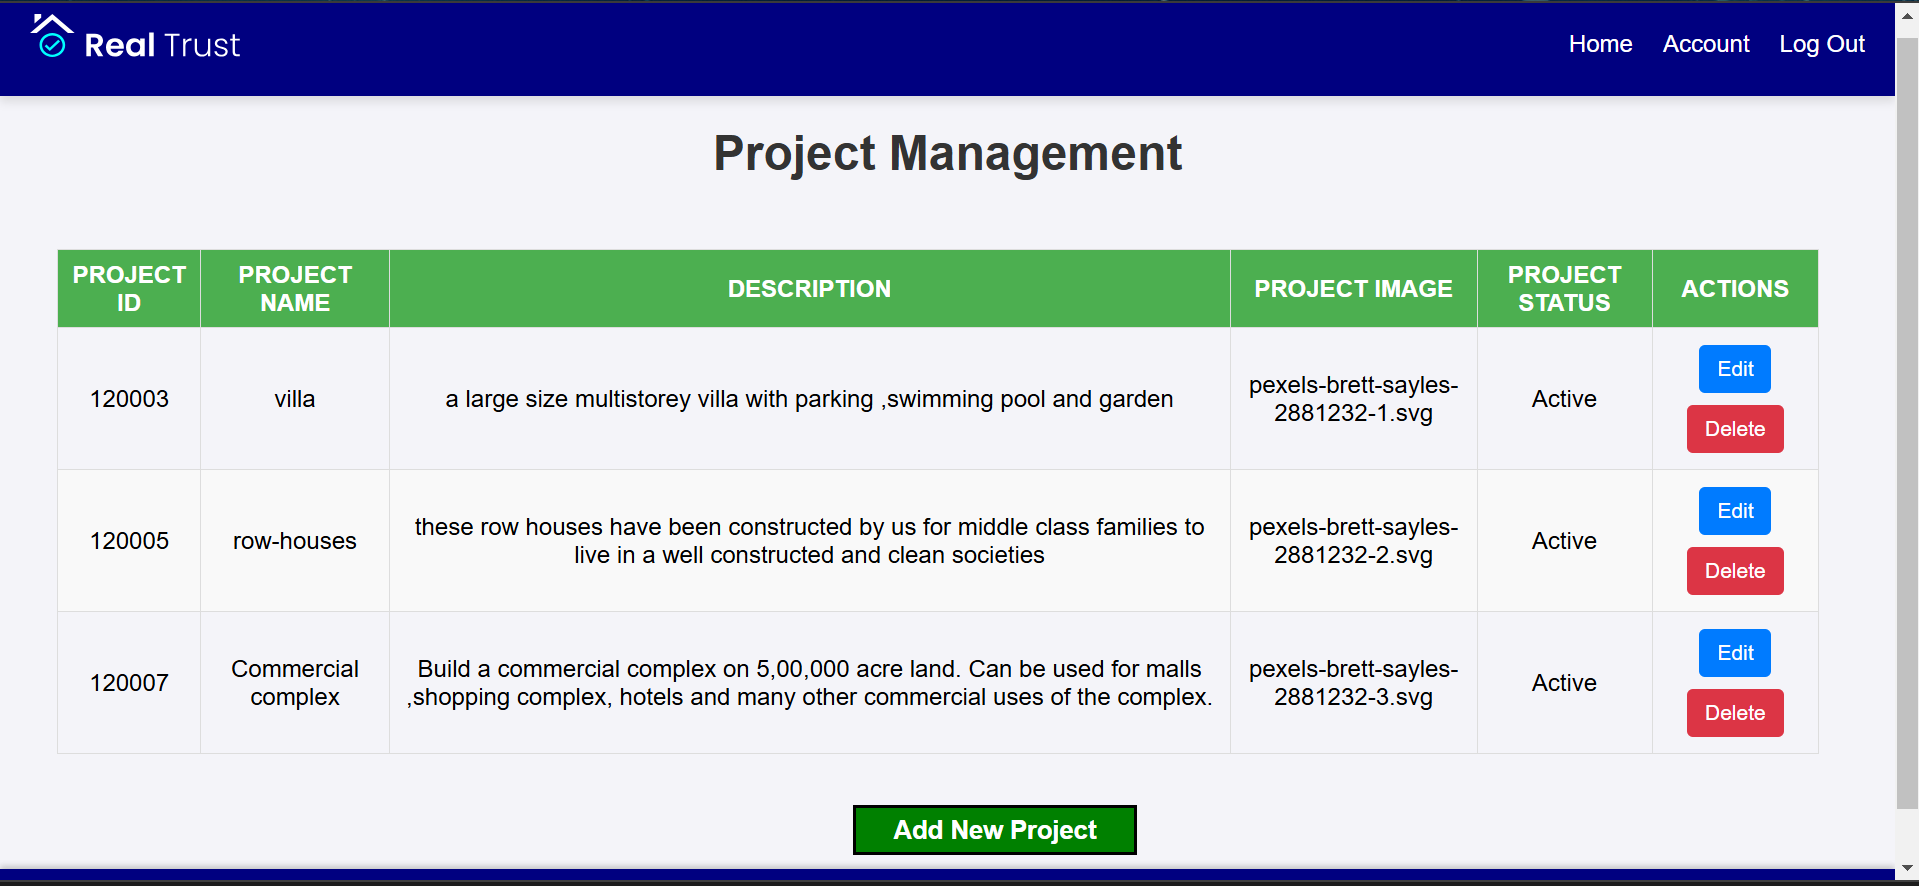 Real Trust
Home Account Log Out
Project Management
PROJECT ID PROJECT NAME DESCRIPTION PROJECT IMAGE PROJECT STATUS ACTIONS
120003 villa a large size multistorey villa with parking ,swimming pool and garden pexels-brett-sayles-2881232-1.svg Active Edit
Delete
120005 row-houses these row houses have been constructed by us for middle class families to
live in a well constructed and clean societies pexels-brett-sayles-2881232-2.svg Active Edit
Delete
120007 Commercial complex Build a commercial complex on 5,00,000 acre land. Can be used for malls
,shopping complex, hotels and many other commercial uses of the complex. pexels-brett-sayles-2881232-3.svg Active Edit
Delete
Add New Project